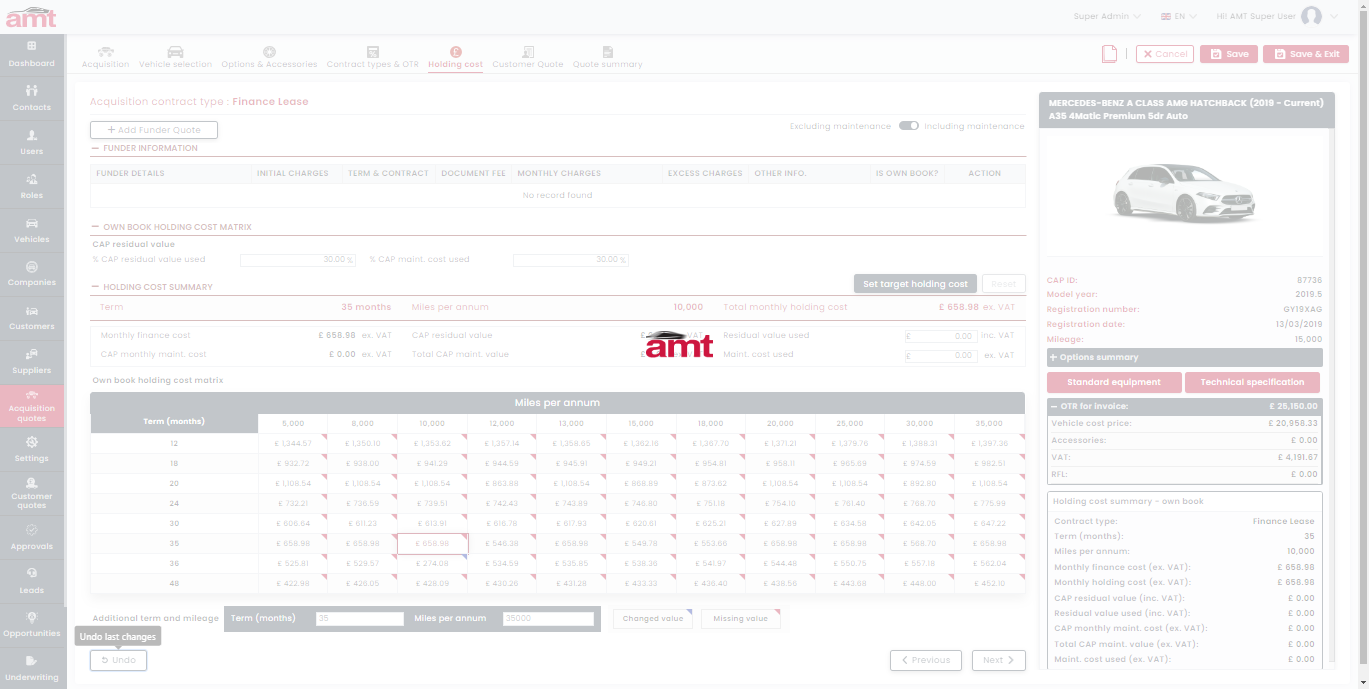 amt
Super Admin
EN
Hi! AMT Super User
Dashboard
Contacts
Users
Roles
Vehicles
Companies
Customers
Suppliers
Acquisition quotes
Settings
Customer quotes
Approvals
Leads
Opportunities
Underwriting
Acquisition
Vehicle selection
Options & Accessories
Contract types & OTR
Holding cost
Customer Quote
Quote summary
Cancel
Save
Save & Exit
Acquisition contract type : Finance Lease
+ Add Funder Quote
Excluding maintenance
Including maintenance
FUNDER INFORMATION
FUNDER DETAILS INITIAL CHARGES TERM & CONTRACT DOCUMENT FEE MONTHLY CHARGES EXCESS CHARGES OTHER INFO. IS OWN BOOK? ACTION
No record found
OWN BOOK HOLDING COST MATRIX
CAP residual value
% CAP residual value used 30.00 % % CAP maint. cost used 30.00 %
HOLDING COST SUMMARY
Set target holding cost
Reset
Term 35 months Miles per annum 10,000 Total monthly holding cost £ 658.98 ex. VAT
Monthly finance cost £ 658.98 ex. VAT CAP residual value £ VAT Residual value used £ 0.00 inc. VAT
CAP monthly maint. cost £ 0.00 ex. VAT Total CAP maint. value £ Maint. cost used £ 0.00 ex. VAT
amt
Own book holding cost matrix
Miles per annum
Term (months) 5,000 8,000 10,000 12,000 13,000 15,000 18,000 20,000 25,000 30,000 35,000
12 £ 1,344.57 £ 1,350.10 £ 1,353.62 £ 1,357.14 £ 1,358.65 £ 1,362.16 £ 1,367.70 £ 1,371.21 £ 1,379.76 £ 1,388.31 £ 1,397.36
18 £ 932.72 £ 938.00 £ 941.29 £ 944.59 £ 945.91 £ 949.21 £ 954.81 £ 958.11 £ 965.69 £ 974.59 £ 982.51
20 £ 1,108.54 £ 1,108.54 £ 1,108.54 £ 863.88 £ 1,108.54 £ 868.88 £ 873.62 £ 1,108.54 £ 1,108.54 £ 892.80 £ 1,108.54
24 £ 722.21 £ 736.59 £ 739.51 £ 742.43 £ 743.89 £ 746.80 £ 751.18 £ 754.10 £ 761.40 £ 768.70 £ 775.99
30 £ 606.64 £ 611.23 £ 613.91 £ 616.78 £ 617.93 £ 620.81 £ 625.21 £ 627.89 £ 634.58 £ 642.05 £ 647.22
35 £ 658.98 £ 658.98 £ 658.98 £ 546.38 £ 658.98 £ 549.78 £ 553.66 £ 658.98 £ 658.98 £ 568.70 £ 658.98
36 £ 525.81 £ 529.57 £ 274.08 £ 534.59 £ 535.85 £ 538.36 £ 541.97 £ 544.48 £ 550.75 £ 557.18 £ 562.04
48 £ 422.98 £ 426.05 £ 428.09 £ 430.26 £ 431.28 £ 433.33 £ 436.40 £ 438.56 £ 443.68 £ 448.00 £ 452.10
Additional term and mileage Term (months) 35 Miles per annum 35000 Changed value Missing value
Undo last changes
Undo
Previous
Next
MERCEDES-BENZ A CLASS AMG HATCHBACK (2019 - Current)
A35 4Matic Premium 5dr Auto
CAP ID: 87736
Model year: 2019.5
Registration number: GY19XAG
Registration date: 13/03/2019
Mileage: 15,000
+ Options summary
Standard equipment
Technical specification
OTR for invoice: £ 25,150.00
Vehicle cost price: £ 20,958.33
Accessories: £ 0.00
VAT: £ 4,191.67
RFL: £ 0.00
Holding cost summary - own book
Contract type: Finance Lease
Term (months): 35
Miles per annum: 10,000
Monthly finance cost (ex. VAT): £ 658.98
Monthly holding cost (ex. VAT): £ 658.98
CAP residual value (inc. VAT): £ 0.00
Residual value used (inc. VAT): £ 0.00
CAP monthly maint. cost (ex. VAT): £ 0.00
Total CAP maint. value (ex. VAT): £ 0.00
Maint. cost used (ex. VAT): £ 0.00